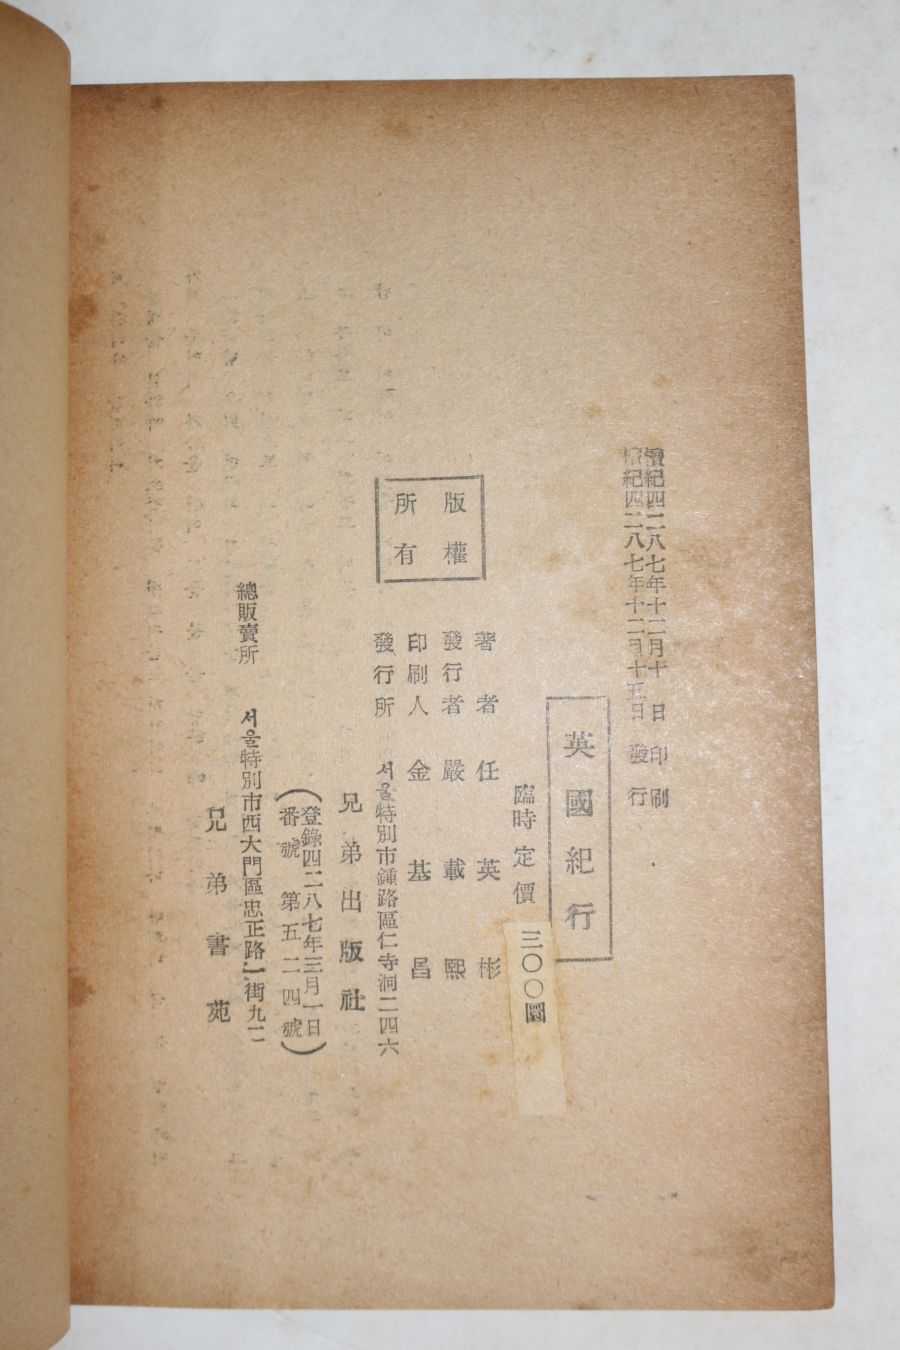 檀紀四二八七年十二月十日 印刷
檀紀四二八七年十二月十五日 發行
英國紀行
臨時定價 三〇〇圜
版權
所有
著者 任英彬
發行者 嚴載熙
印刷人 金基昌
發行所 서울特別市鍾路區仁寺洞二四六
兄弟出版社
(登錄四二八七年三月一日
番號 第五二四號)
總販賣所 서울特別市西大門區忠正路一街九二
兄弟書苑